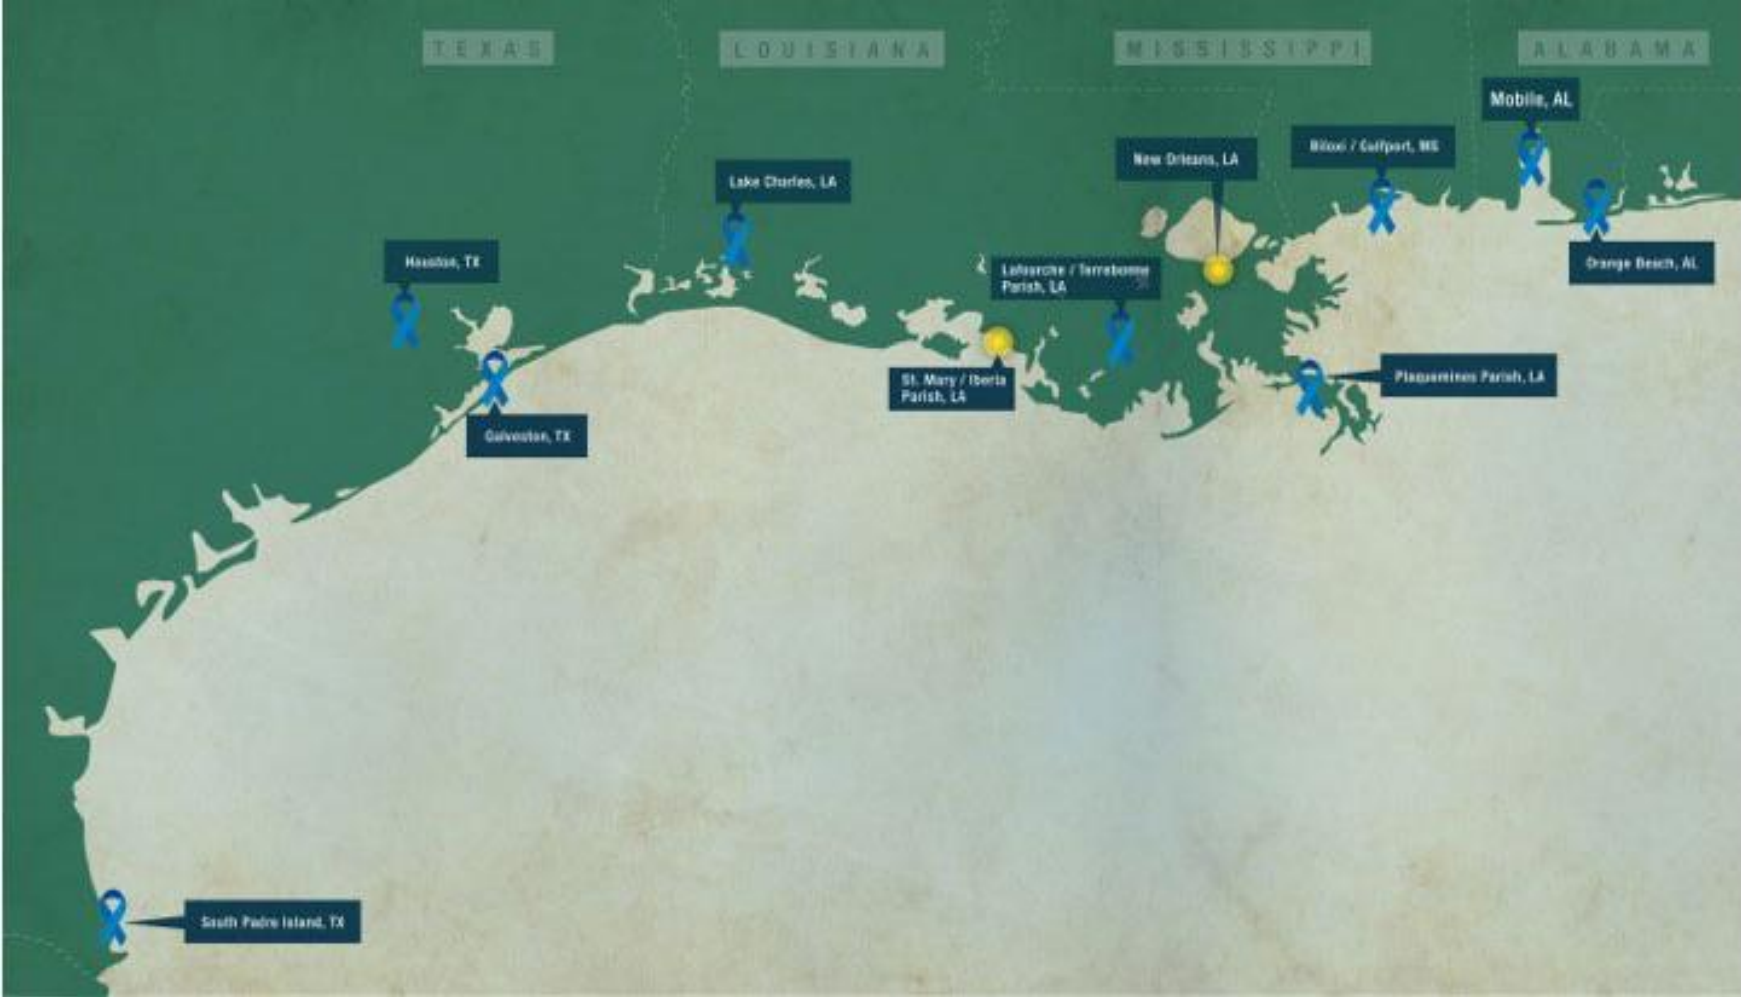 TEXAS
LOUISIANA
MISSISSIPPI
ALABAMA
Mobile, AL
New Orleans, LA
Biloxi / Gulfport, MS
Lake Charles, LA
Houston, TX
Lafourche / Terrebonne
Parish, LA
Orange Beach, AL
St. Mary / Iberia
Parish, LA
Plaquemines Parish, LA
Galveston, TX
South Padre Island, TX